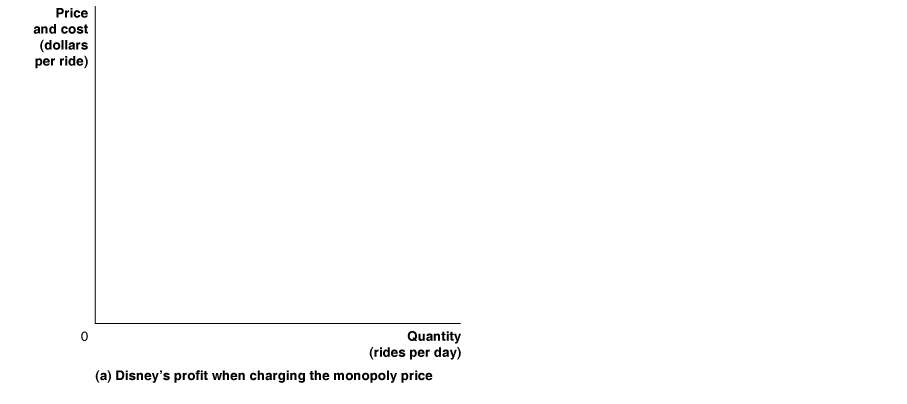 Price
and cost
(dollars
per ride)
0
Quantity
(rides per day)
(a) Disney’s profit when charging the monopoly price